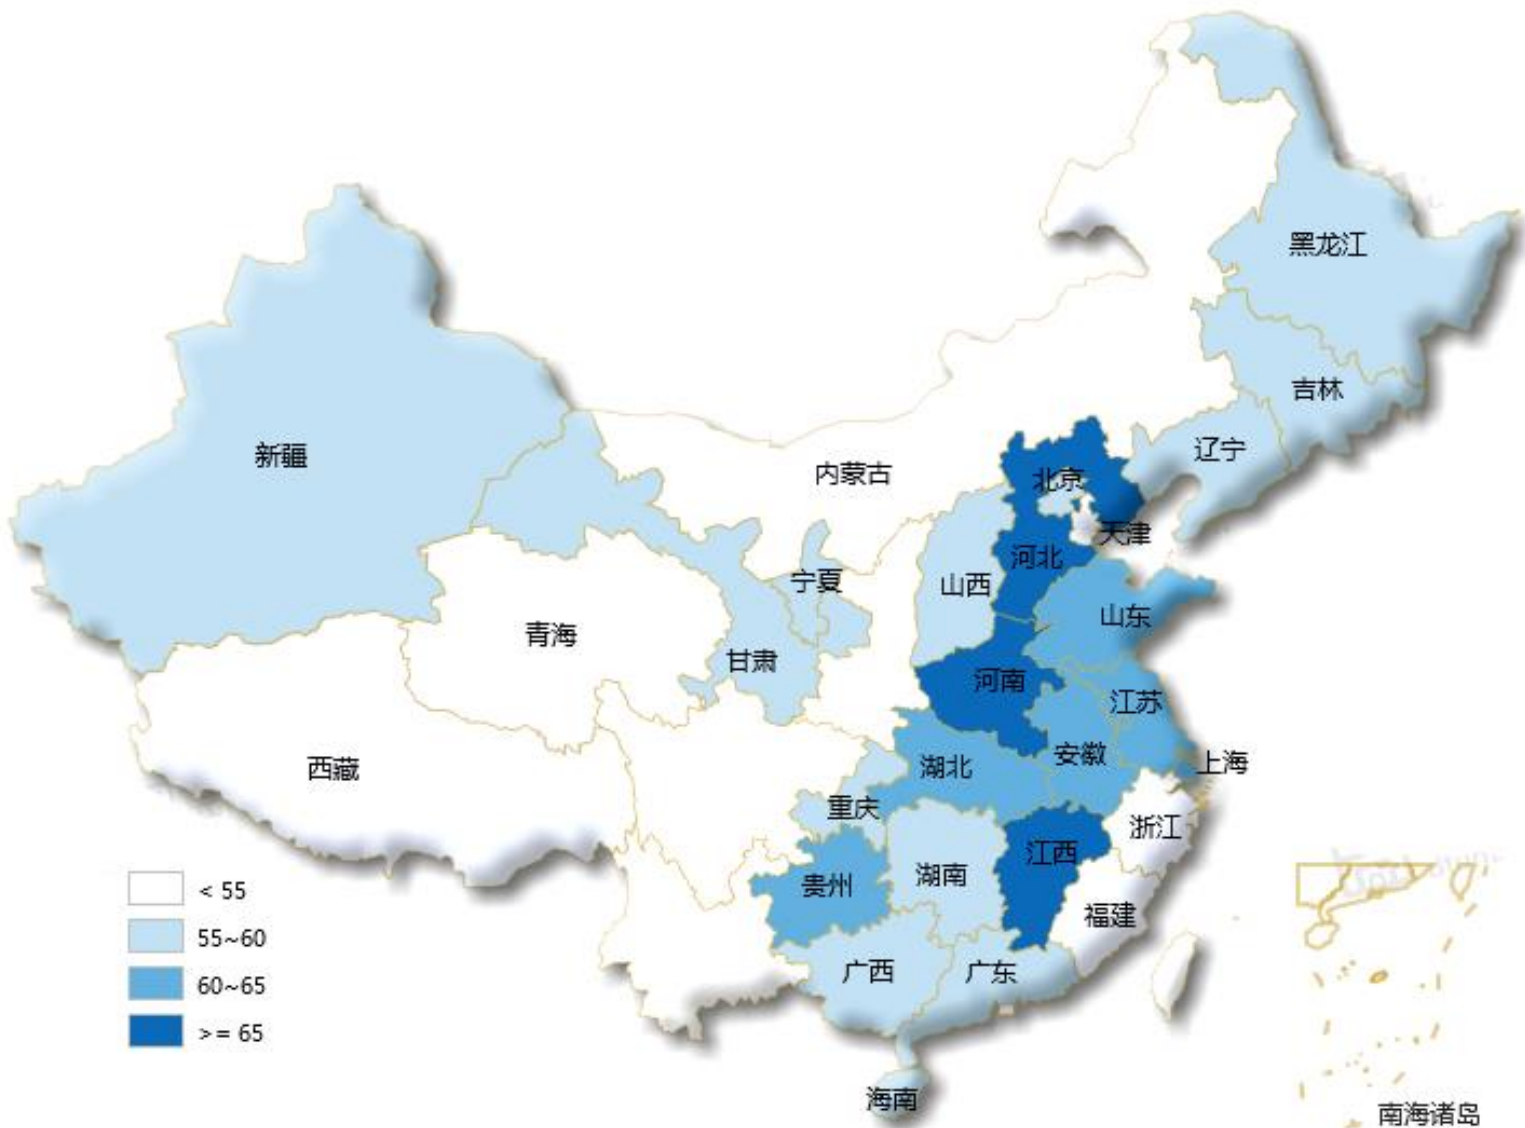 黑龙江
吉林
辽宁
新疆
内蒙古
北京
天津
河北
宁夏
山西
山东
青海
甘肃
河南
江苏
西藏
湖北
安徽
上海
重庆
浙江
江西
贵州
湖南
福建
广西
广东
海南
< 55
55~60
60~65
>= 65
南海诸岛